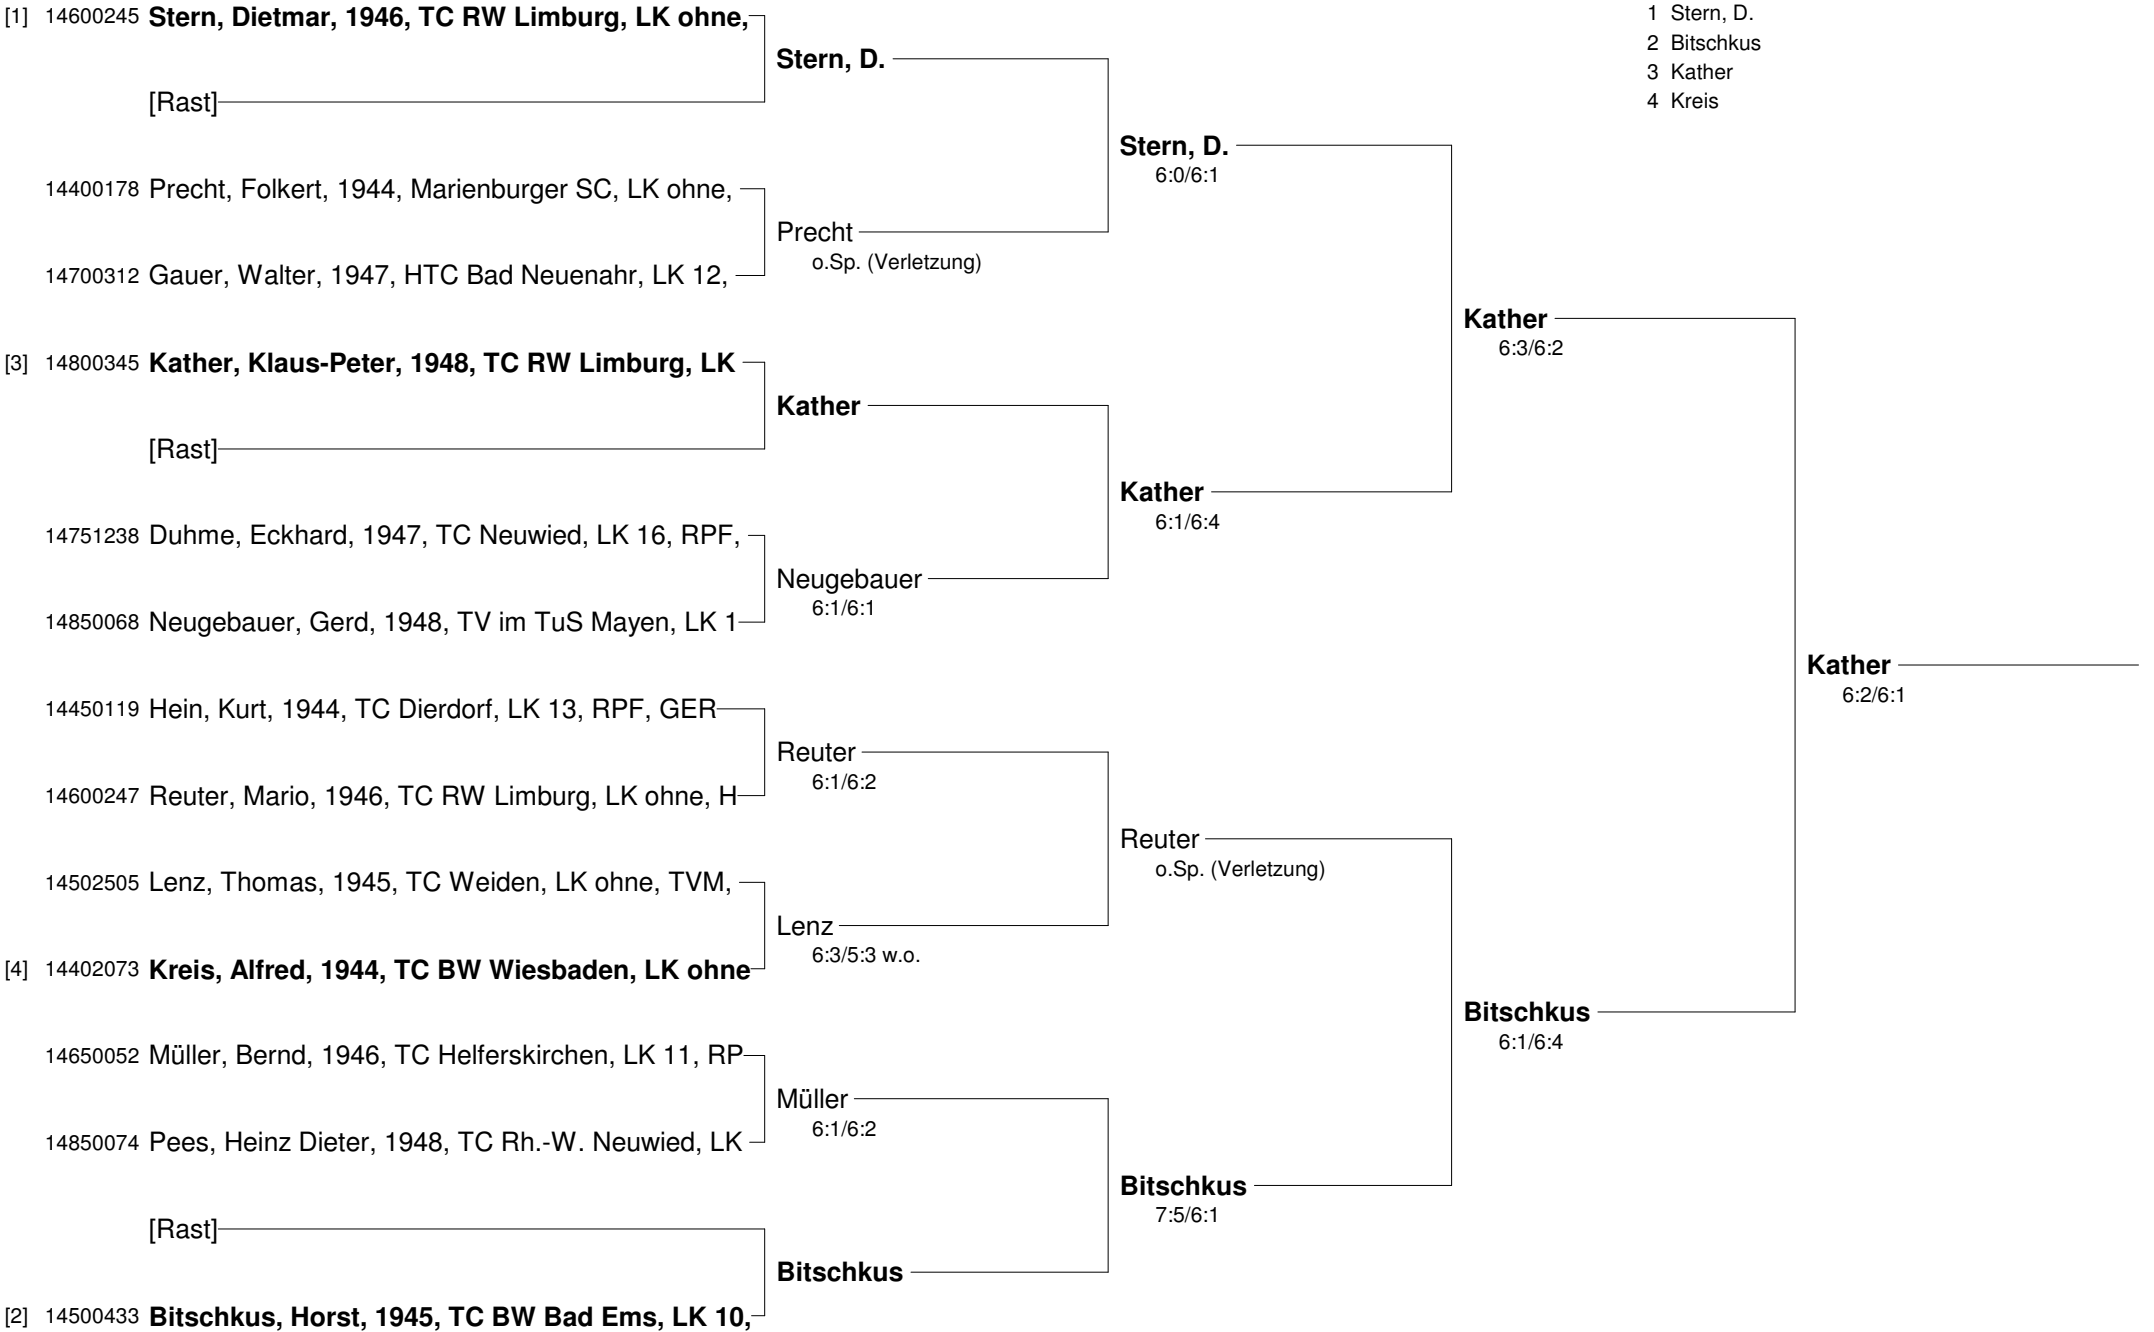 [1] 14600245 Stern, Dietmar, 1946, TC RW Limburg, LK ohne,
[Rast]
14400178 Precht, Folkert, 1944, Marienburger SC, LK ohne,
14700312 Gauer, Walter, 1947, HTC Bad Neuenahr, LK 12,
[3] 14800345 Kather, Klaus-Peter, 1948, TC RW Limburg, LK
[Rast]
14751238 Duhme, Eckhard, 1947, TC Neuwied, LK 16, RPF,
14850068 Neugebauer, Gerd, 1948, TV im TuS Mayen, LK 1
14450119 Hein, Kurt, 1944, TC Dierdorf, LK 13, RPF, GER
14600247 Reuter, Mario, 1946, TC RW Limburg, LK ohne, H
14502505 Lenz, Thomas, 1945, TC Weiden, LK ohne, TVM,
[4] 14402073 Kreis, Alfred, 1944, TC BW Wiesbaden, LK ohne
14650052 Müller, Bernd, 1946, TC Helferskirchen, LK 11, RP
14850074 Pees, Heinz Dieter, 1948, TC Rh.-W. Neuwied, LK
[Rast]
[2] 14500433 Bitschkus, Horst, 1945, TC BW Bad Ems, LK 10,
Stern, D.
Precht
o.Sp. (Verletzung)
Kather
Neugebauer
6:1/6:1
Reuter
6:1/6:2
Lenz
6:3/5:3 w.o.
Müller
6:1/6:2
Bitschkus
Stern, D.
6:0/6:1
Kather
6:1/6:4
Reuter
o.Sp. (Verletzung)
Bitschkus
7:5/6:1
Kather
6:3/6:2
Bitschkus
6:1/6:4
Kather
6:2/6:1
1 Stern, D.
2 Bitschkus
3 Kather
4 Kreis